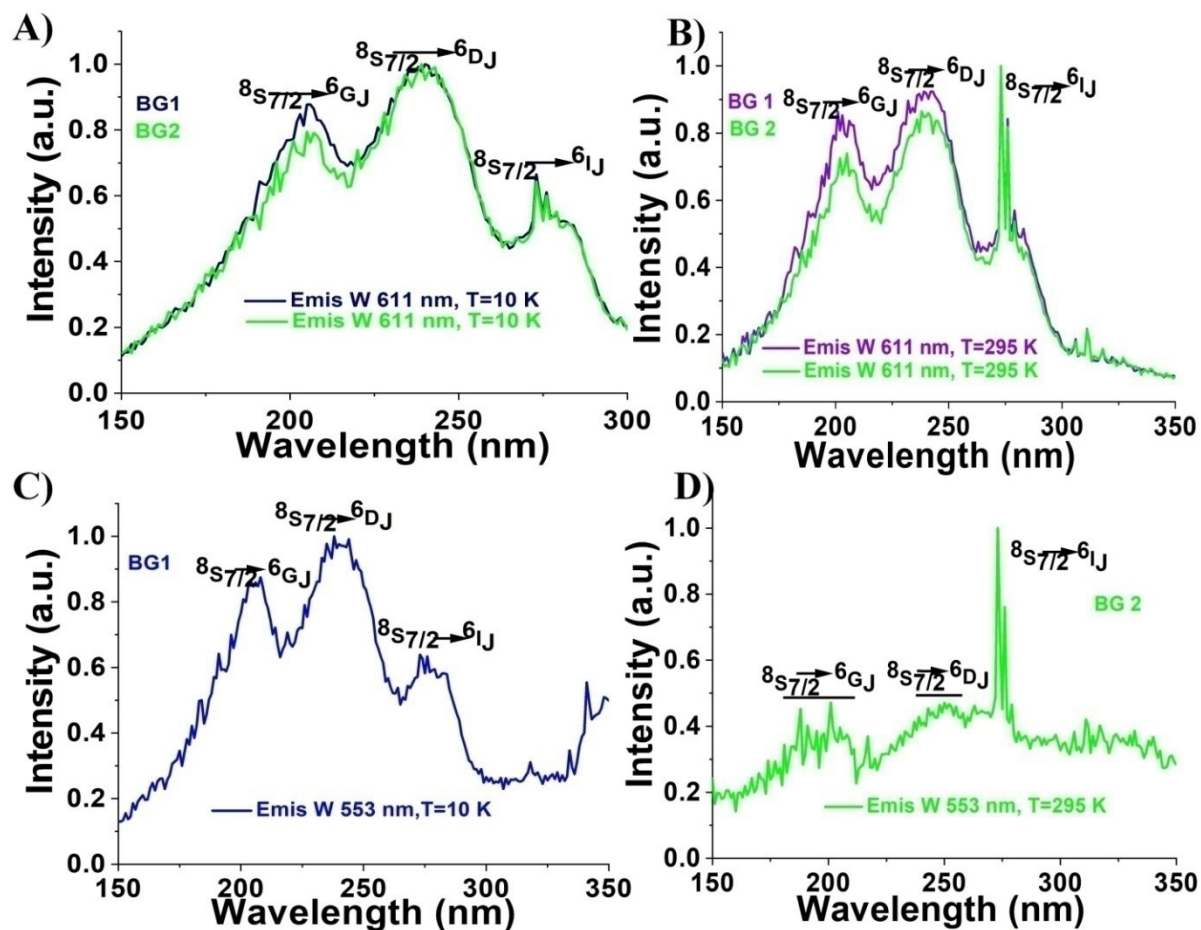 A)
Intensity (a.u.)
1.0
0.8
0.6
0.4
0.2
0.0
BG1
BG2
⁸S₇/₂→⁶GJ
⁸S₇/₂→⁶DJ
⁸S₇/₂→⁶IJ
Emis W 611 nm, T=10 K
Emis W 611 nm, T=10 K
150 200 250 300
Wavelength (nm)
B)
Intensity (a.u.)
1.0
0.8
0.6
0.4
0.2
0.0
BG 1
BG 2
⁸S₇/₂→⁶GJ
⁸S₇/₂→⁶DJ
⁸S₇/₂→⁶IJ
Emis W 611 nm, T=295 K
Emis W 611 nm, T=295 K
150 200 250 300 350
Wavelength (nm)
C)
Intensity (a.u.)
1.0
0.8
0.6
0.4
0.2
0.0
BG1
⁸S₇/₂→⁶GJ
⁸S₇/₂→⁶DJ
⁸S₇/₂→⁶IJ
Emis W 553 nm,T=10 K
150 200 250 300 350
Wavelength (nm)
D)
Intensity (a.u.)
1.0
0.8
0.6
0.4
0.2
0.0
⁸S₇/₂→⁶GJ
⁸S₇/₂→⁶DJ
⁸S₇/₂→⁶IJ
BG 2
Emis W 553 nm, T=295 K
150 200 250 300 350
Wavelength (nm)